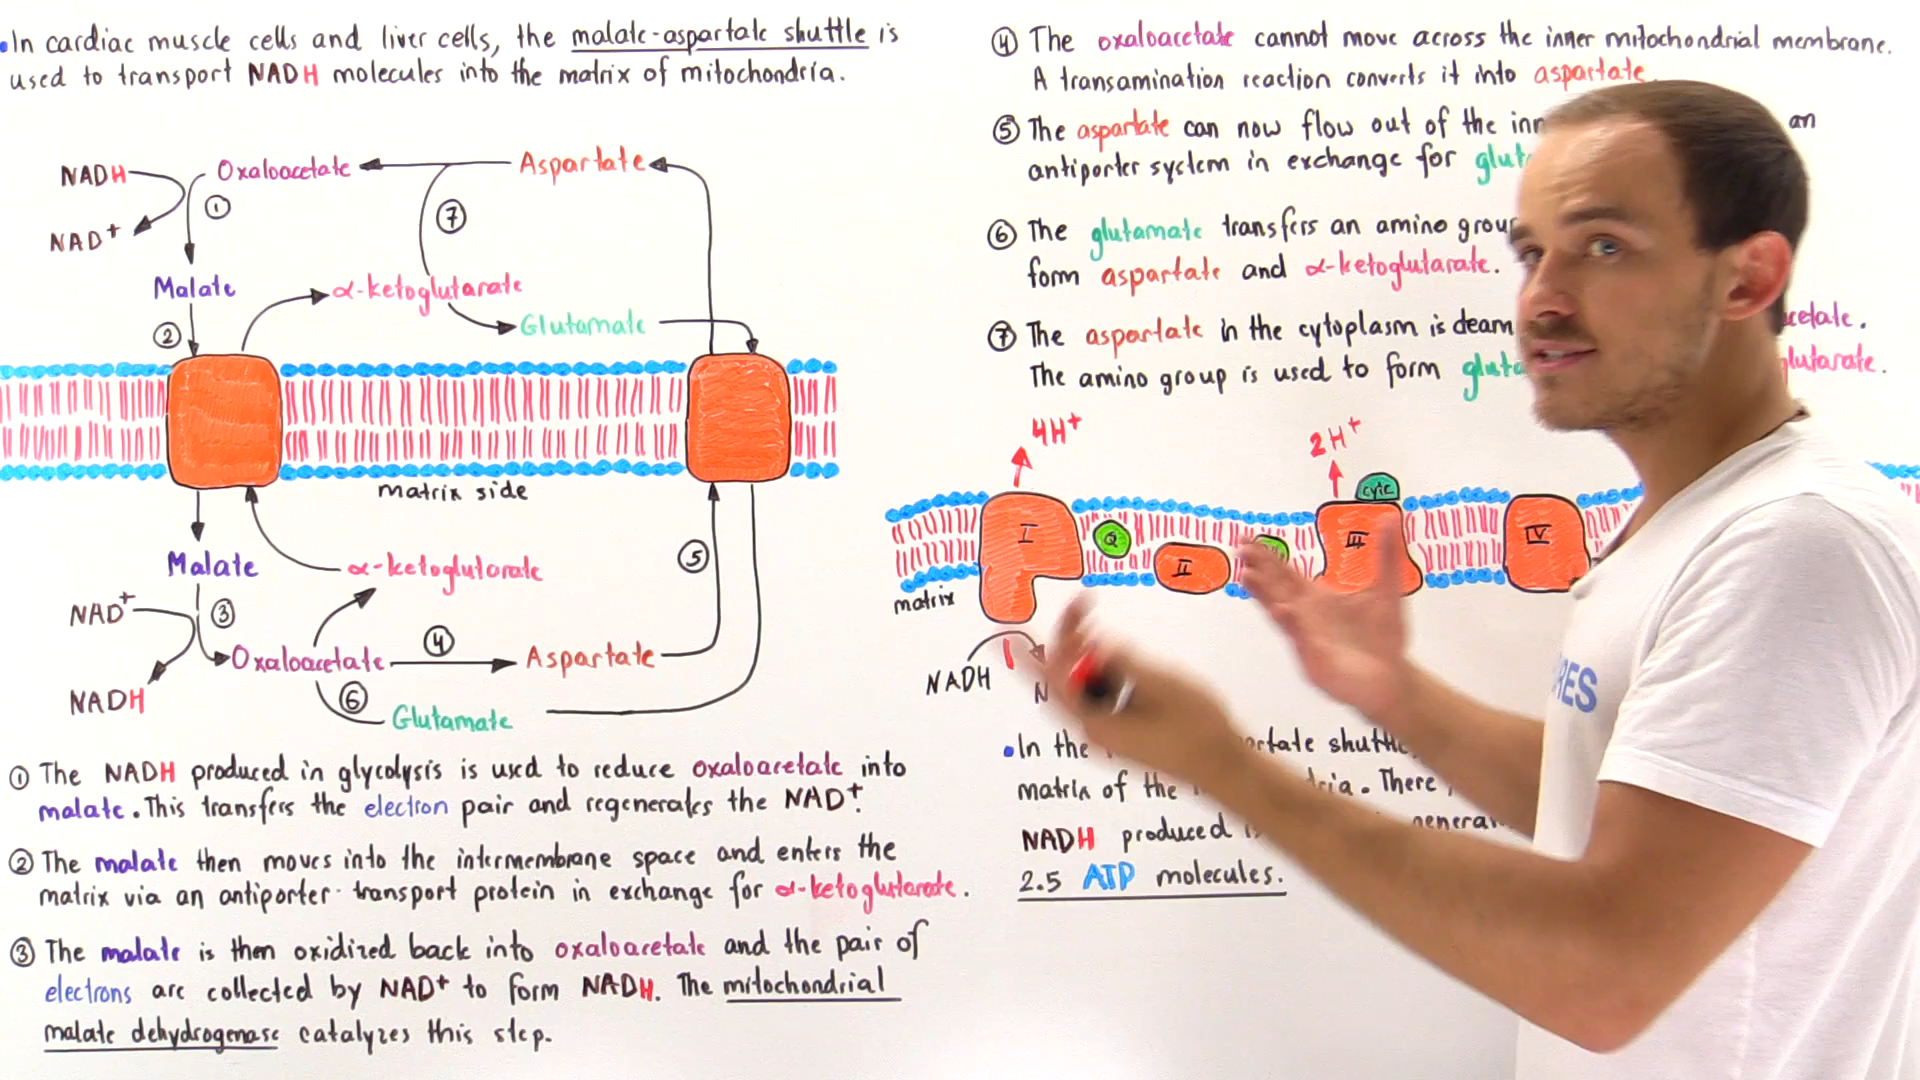 •In cardiac muscle cells and liver cells, the malate-aspartate shuttle is
used to transport NADH molecules into the matrix of mitochondria.
NADH
Oxaloacetate
Aspartate
①
⑦
NAD+
Malate
α-ketoglutarate
②
Glutamate
matrix side
Malate
α-ketoglutarate
⑤
NAD+
③
Oxaloacetate
④
Aspartate
NADH
⑥
Glutamate
① The NADH produced in glycolysis is used to reduce oxaloacetate into
malate. This transfers the electron pair and regenerates the NAD+.
② The malate then moves into the intermembrane space and enters the
matrix via an antiporter transport protein in exchange for α-ketoglutarate.
③ The malate is then oxidized back into oxaloacetate and the pair of
electrons are collected by NAD+ to form NADH. The mitochondrial
malate dehydrogenase catalyzes this step.
④ The oxaloacetate cannot move across the inner mitochondrial membrane.
A transamination reaction converts it into aspartate.
⑤ The aspartate can now flow out of the an
antiporter system in exchange for
⑥ The glutamate transfers an amino
form aspartate and α-ketoglutarate.
⑦ The aspartate in the cytoplasm is
The amino group is used to form
4H+
2H+
cytc
I
Q
II
III
IV
matrix
NADH
•In the shuttle
matrix of the There
NADH produced
2.5 ATP molecules.